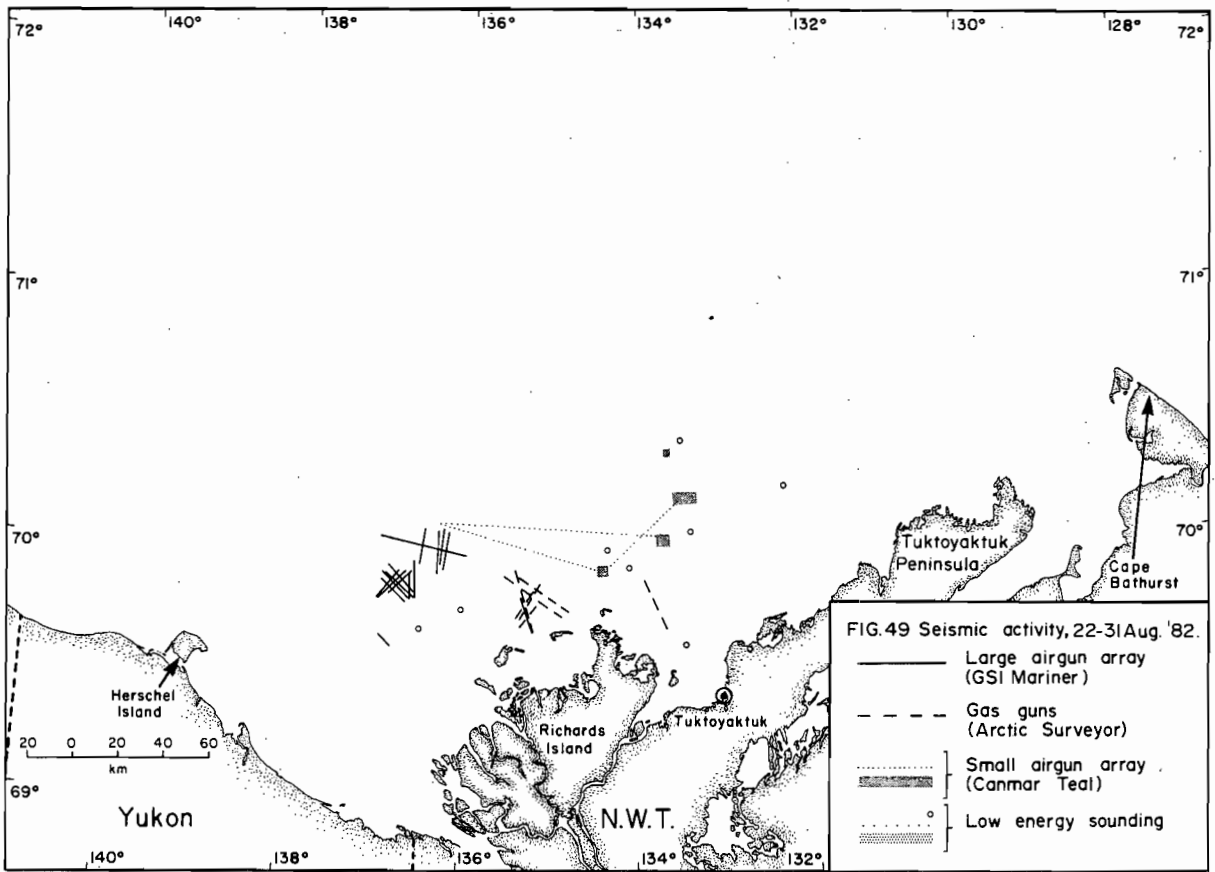 140° 138° 136° 134° 132° 130° 128°
72° 72°
71° 71°
70° 70°
Tuktoyaktuk
Peninsula
Cape
Bathurst
Herschel
Island
Richards
Island
Tuktoyaktuk
20 0 20 40 60
km
69°
Yukon
N.W.T.
140° 138° 136° 134° 132°
FIG.49 Seismic activity, 22-31 Aug. '82.
Large airgun array
(GSI Mariner)
Gas guns
(Arctic Surveyor)
Small airgun array
(Canmar Teal)
Low energy sounding